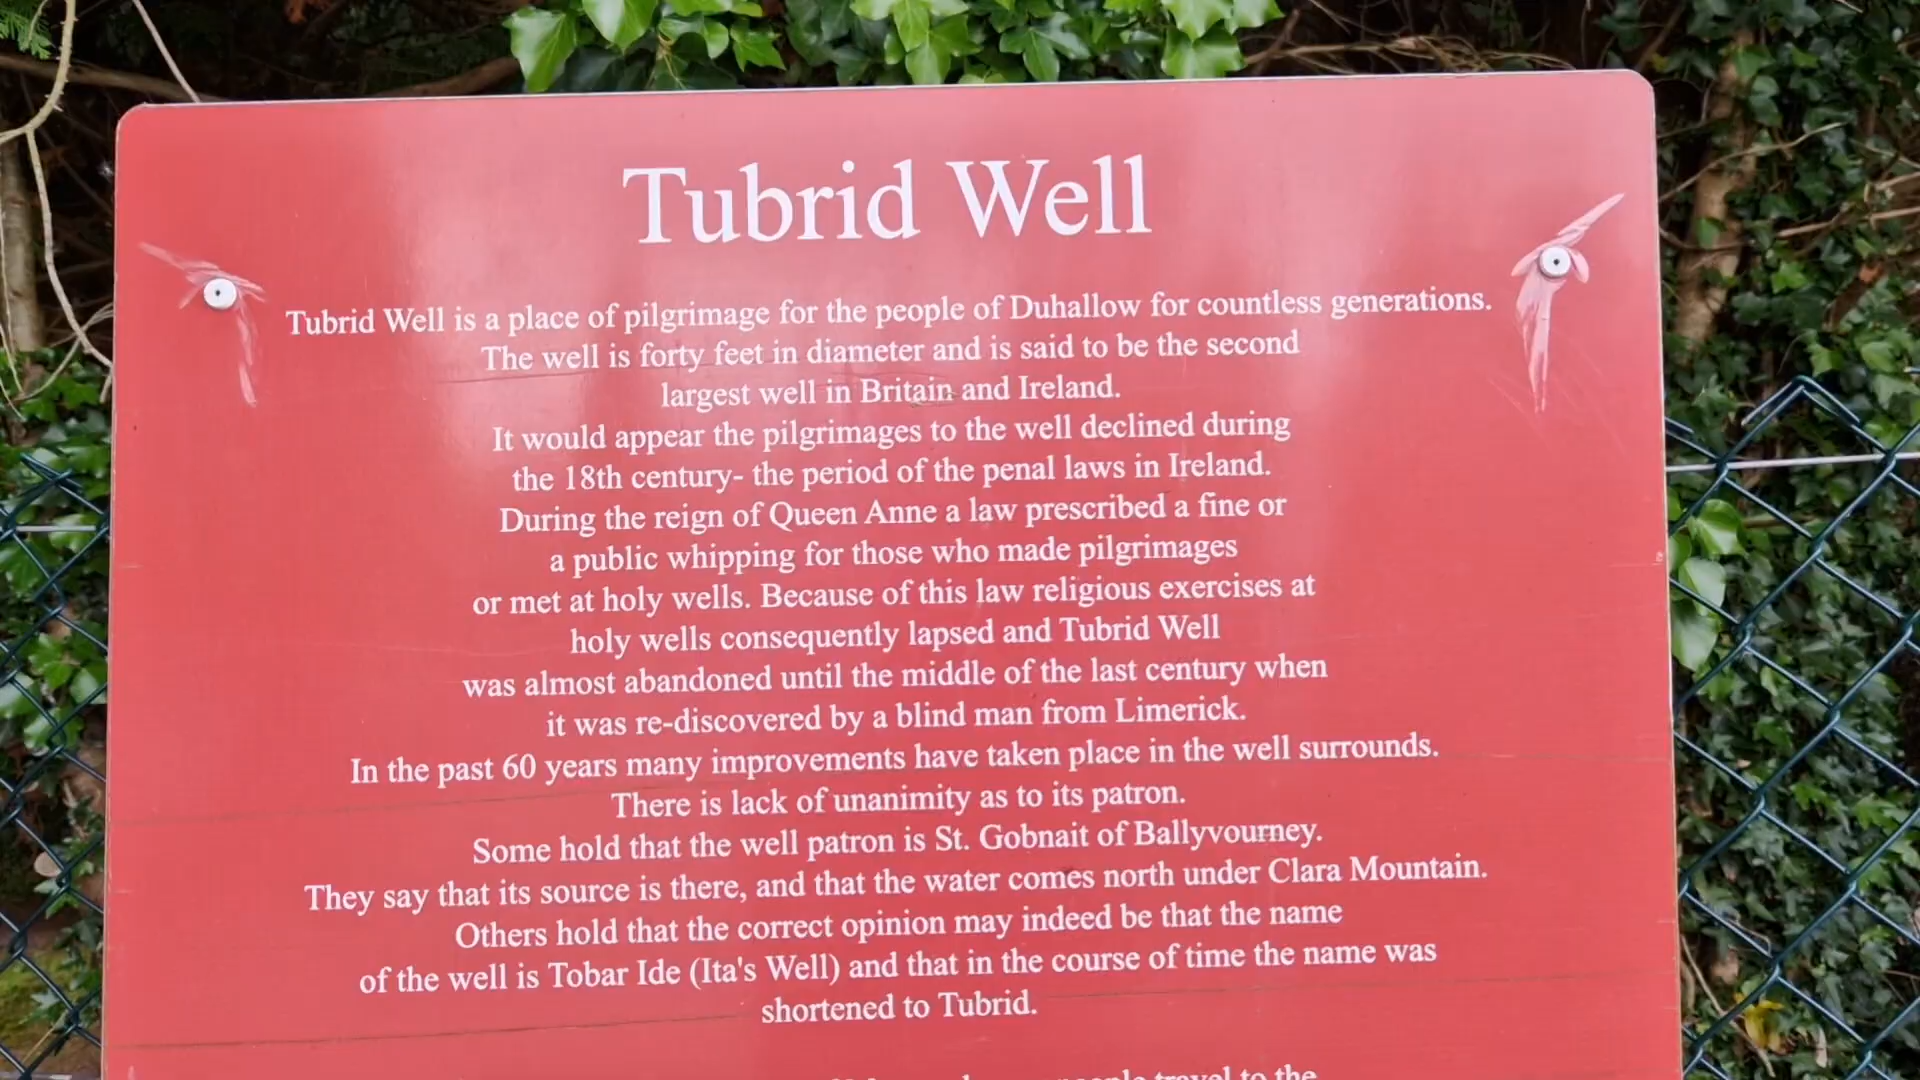 Tubrid Well
Tubrid Well is a place of pilgrimage for the people of Duhallow for countless generations.
The well is forty feet in diameter and is said to be the second
largest well in Britain and Ireland.
It would appear the pilgrimages to the well declined during
the 18th century- the period of the penal laws in Ireland.
During the reign of Queen Anne a law prescribed a fine or
a public whipping for those who made pilgrimages
or met at holy wells. Because of this law religious exercises at
holy wells consequently lapsed and Tubrid Well
was almost abandoned until the middle of the last century when
it was re-discovered by a blind man from Limerick.
In the past 60 years many improvements have taken place in the well surrounds.
There is lack of unanimity as to its patron.
Some hold that the well patron is St. Gobnait of Ballyvourney.
They say that its source is there, and that the water comes north under Clara Mountain.
Others hold that the correct opinion may indeed be that the name
of the well is Tobar Ide (Ita's Well) and that in the course of time the name was
shortened to Tubrid.
people travel to the